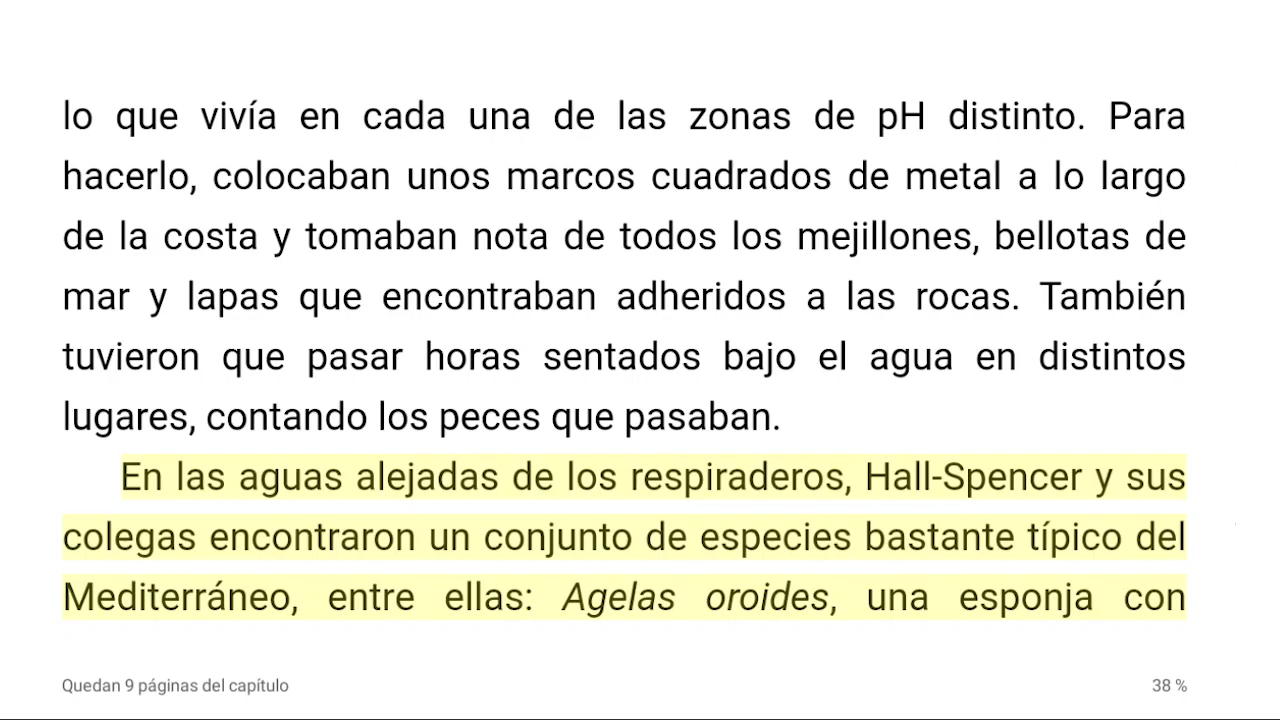 lo que vivía en cada una de las zonas de pH distinto. Para
hacerlo, colocaban unos marcos cuadrados de metal a lo largo
de la costa y tomaban nota de todos los mejillones, bellotas de
mar y lapas que encontraban adheridos a las rocas. También
tuvieron que pasar horas sentados bajo el agua en distintos
lugares, contando los peces que pasaban.
En las aguas alejadas de los respiraderos, Hall-Spencer y sus
colegas encontraron un conjunto de especies bastante típico del
Mediterráneo, entre ellas: Agelas oroides, una esponja con
Quedan 9 páginas del capítulo
38 %